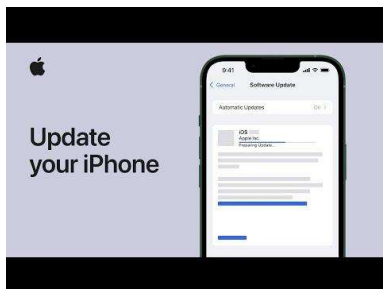 Update
your iPhone
9:41
General
Software Update
Automatic Updates
On
iOS
Apple Inc.
Preparing Update...